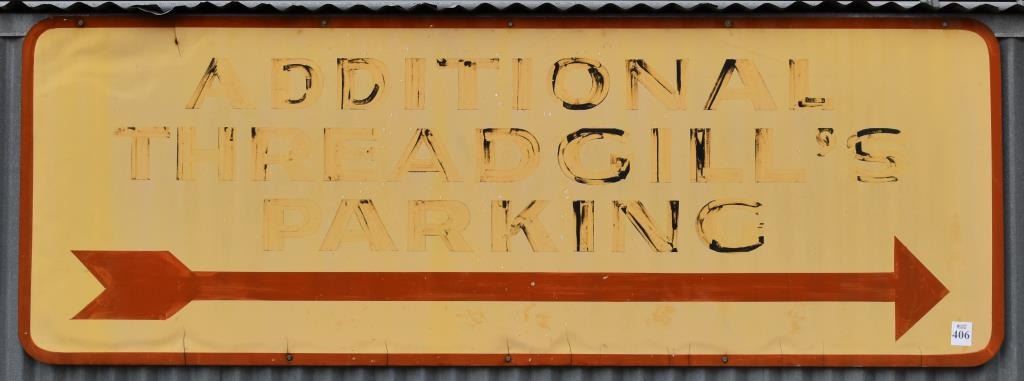 ADDITIONAL
THREADGILL'S
PARKING
406